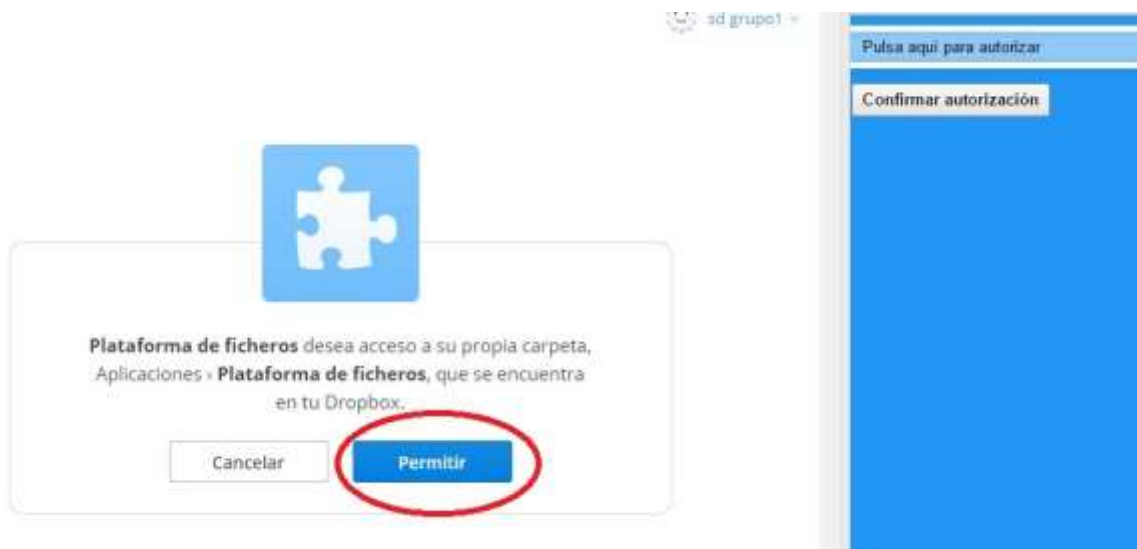 sd grupo1
Pulsa aquí para autorizar
Confirmar autorización
Plataforma de ficheros desea acceso a su propia carpeta,
Aplicaciones › Plataforma de ficheros, que se encuentra
en tu Dropbox.
Cancelar
Permitir